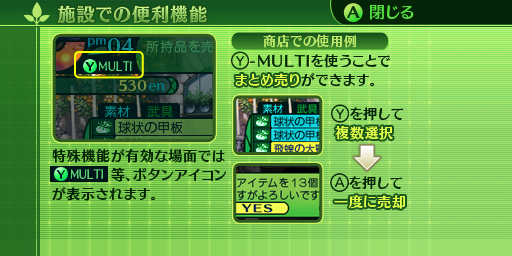 施設での便利機能
Ⓐ 閉じる
pm 04 所持品を売
Ⓨ MULTI
530 en
素材 武具
球状の甲板
特殊機能が有効な場面では
Ⓨ MULTI 等、ボタンアイコン
が表示されます。
商店での使用例
Ⓨ-MULTIを使うことで
まとめ売りができます。
素材 武具
球状の甲
球状の甲
飛蝗の大
Ⓨを押して
複数選択
アイテムを13個
すがよろしいです
YES
Ⓐを押して
一度に売却